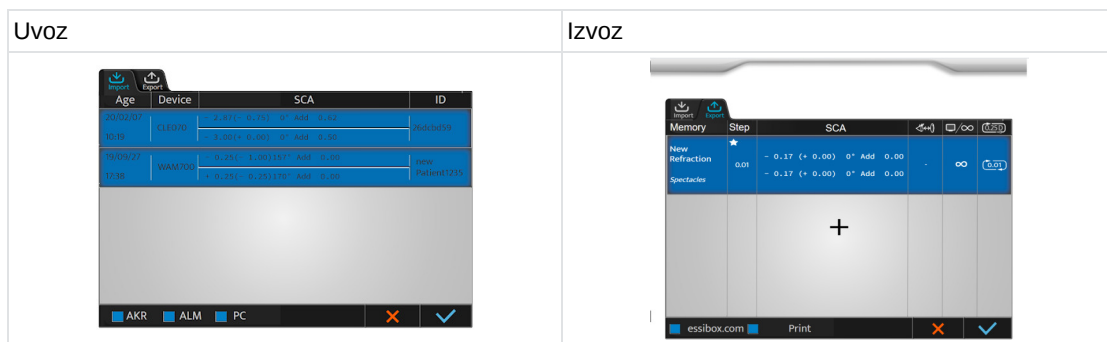 Uvoz
Izvoz
Import Export
Age Device SCA ID
20/02/07
10:19
CLE070
- 2.87(- 0.75) 0° Add 0.62
- 3.00(+ 0.00) 0° Add 0.50
26dcbd59
19/09/27
17:38
WAM700
- 0.25(- 1.00)157° Add 0.00
+ 0.25(- 0.25)170° Add 0.00
new
Patient1235
AKR ALM PC
Import Export
Memory Step SCA
New
Refraction
Spectacles
0.01
- 0.17 (+ 0.00) 0° Add 0.00
- 0.17 (+ 0.00) 0° Add 0.00
- ∞ 0.01
essibox.com Print